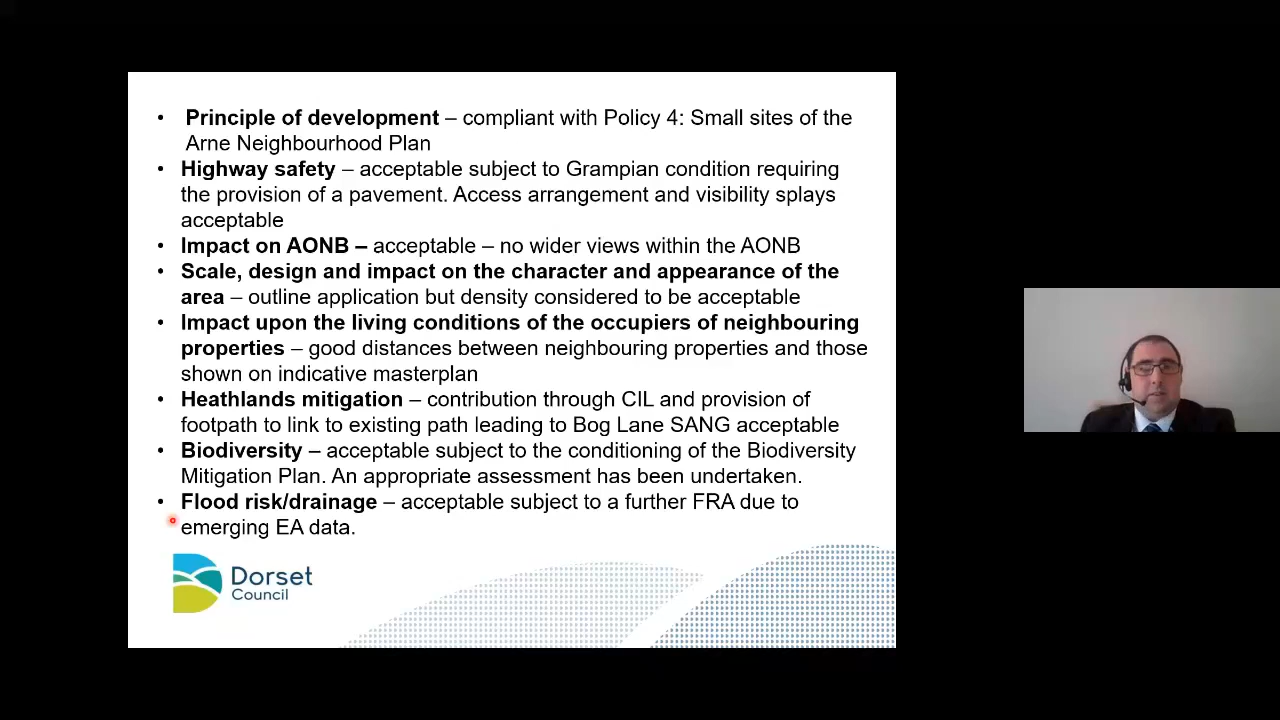 • Principle of development – compliant with Policy 4: Small sites of the
Arne Neighbourhood Plan
• Highway safety – acceptable subject to Grampian condition requiring
the provision of a pavement. Access arrangement and visibility splays
acceptable
• Impact on AONB – acceptable – no wider views within the AONB
• Scale, design and impact on the character and appearance of the
area – outline application but density considered to be acceptable
• Impact upon the living conditions of the occupiers of neighbouring
properties – good distances between neighbouring properties and those
shown on indicative masterplan
• Heathlands mitigation – contribution through CIL and provision of
footpath to link to existing path leading to Bog Lane SANG acceptable
• Biodiversity – acceptable subject to the conditioning of the Biodiversity
Mitigation Plan. An appropriate assessment has been undertaken.
• Flood risk/drainage – acceptable subject to a further FRA due to
emerging EA data.
Dorset
Council